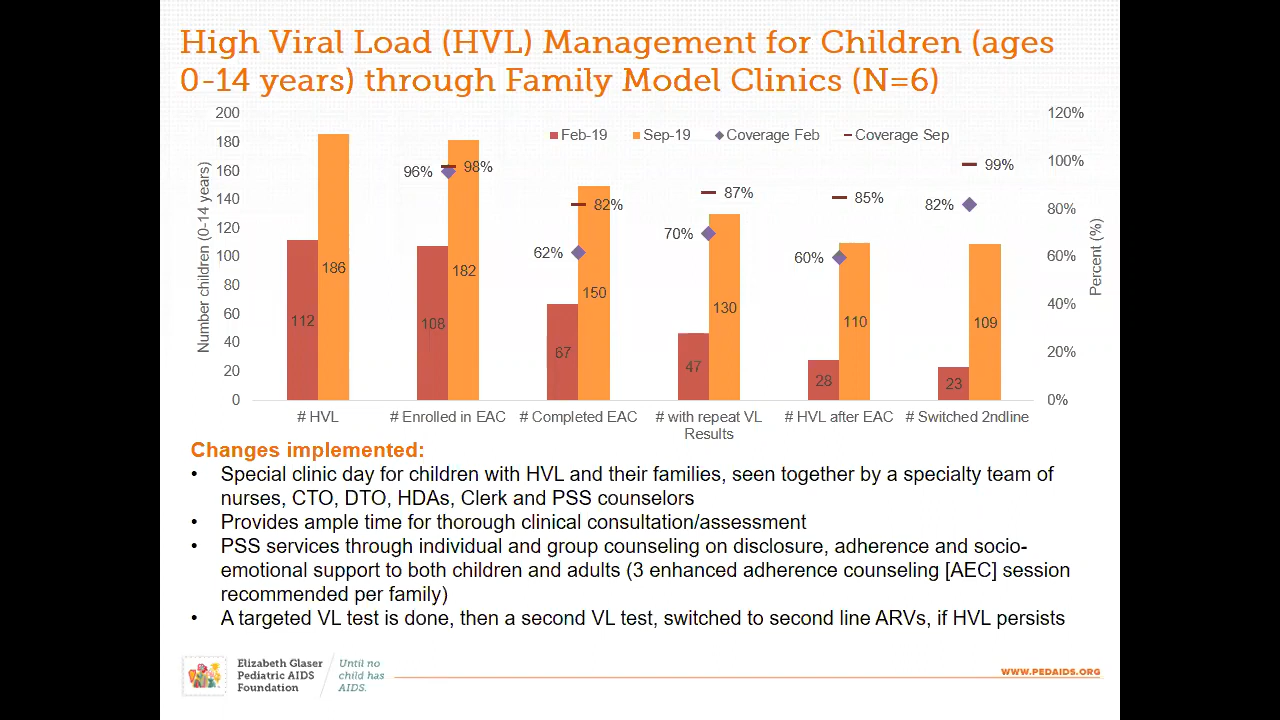 High Viral Load (HVL) Management for Children (ages
0-14 years) through Family Model Clinics (N=6)
Number children (0-14 years)
200
180
160
140
120
100
80
60
40
20
0
Feb-19
Sep-19
Coverage Feb
Coverage Sep
120%
100%
80%
60%
40%
20%
0%
Percent (%)
112
186
96%
98%
108
182
62%
82%
67
150
70%
87%
47
130
60%
85%
28
110
82%
99%
23
109
# HVL
# Enrolled in EAC
# Completed EAC
# with repeat VL
Results
# HVL after EAC
# Switched 2ndline
Changes implemented:
• Special clinic day for children with HVL and their families, seen together by a specialty team of
nurses, CTO, DTO, HDAs, Clerk and PSS counselors
• Provides ample time for thorough clinical consultation/assessment
• PSS services through individual and group counseling on disclosure, adherence and socio-
emotional support to both children and adults (3 enhanced adherence counseling [AEC] session
recommended per family)
• A targeted VL test is done, then a second VL test, switched to second line ARVs, if HVL persists
Elizabeth Glaser
Pediatric AIDS
Foundation
Until no
child has
AIDS.
WWW.PEDAIDS.ORG